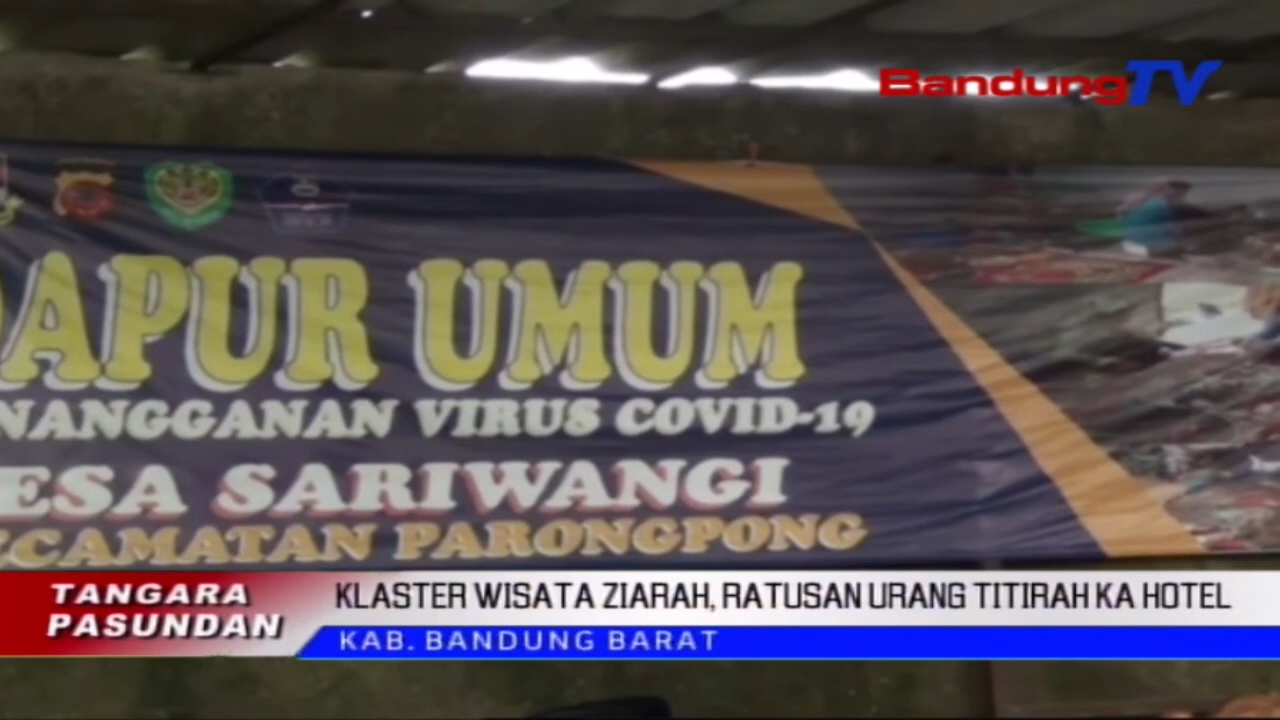 BandungTV
DAPUR UMUM
NANGGANAN VIRUS COVID-19
ESA SARIWANGI
CAMATAN PARONGPONG
TANGARA
PASUNDAN
KLASTER WISATA ZIARAH, RATUSAN URANG TITIRAH KA HOTEL
KAB. BANDUNG BARAT